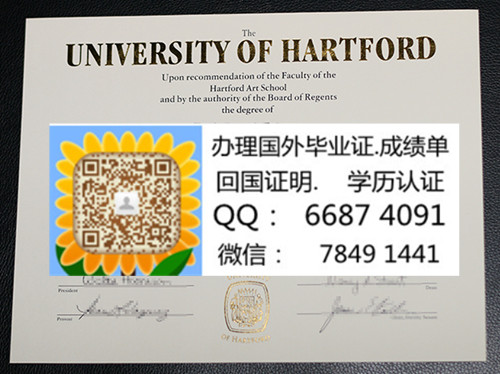 The
UNIVERSITY OF HARTFORD
Upon recommendation of the Faculty of the
Hartford Art School
and by the authority of the Board of Regents
the degree of
办理国外毕业证.成绩单
回国证明. 学历认证
QQ： 6687 4091
微信： 7849 1441
President
OF HARTFORD